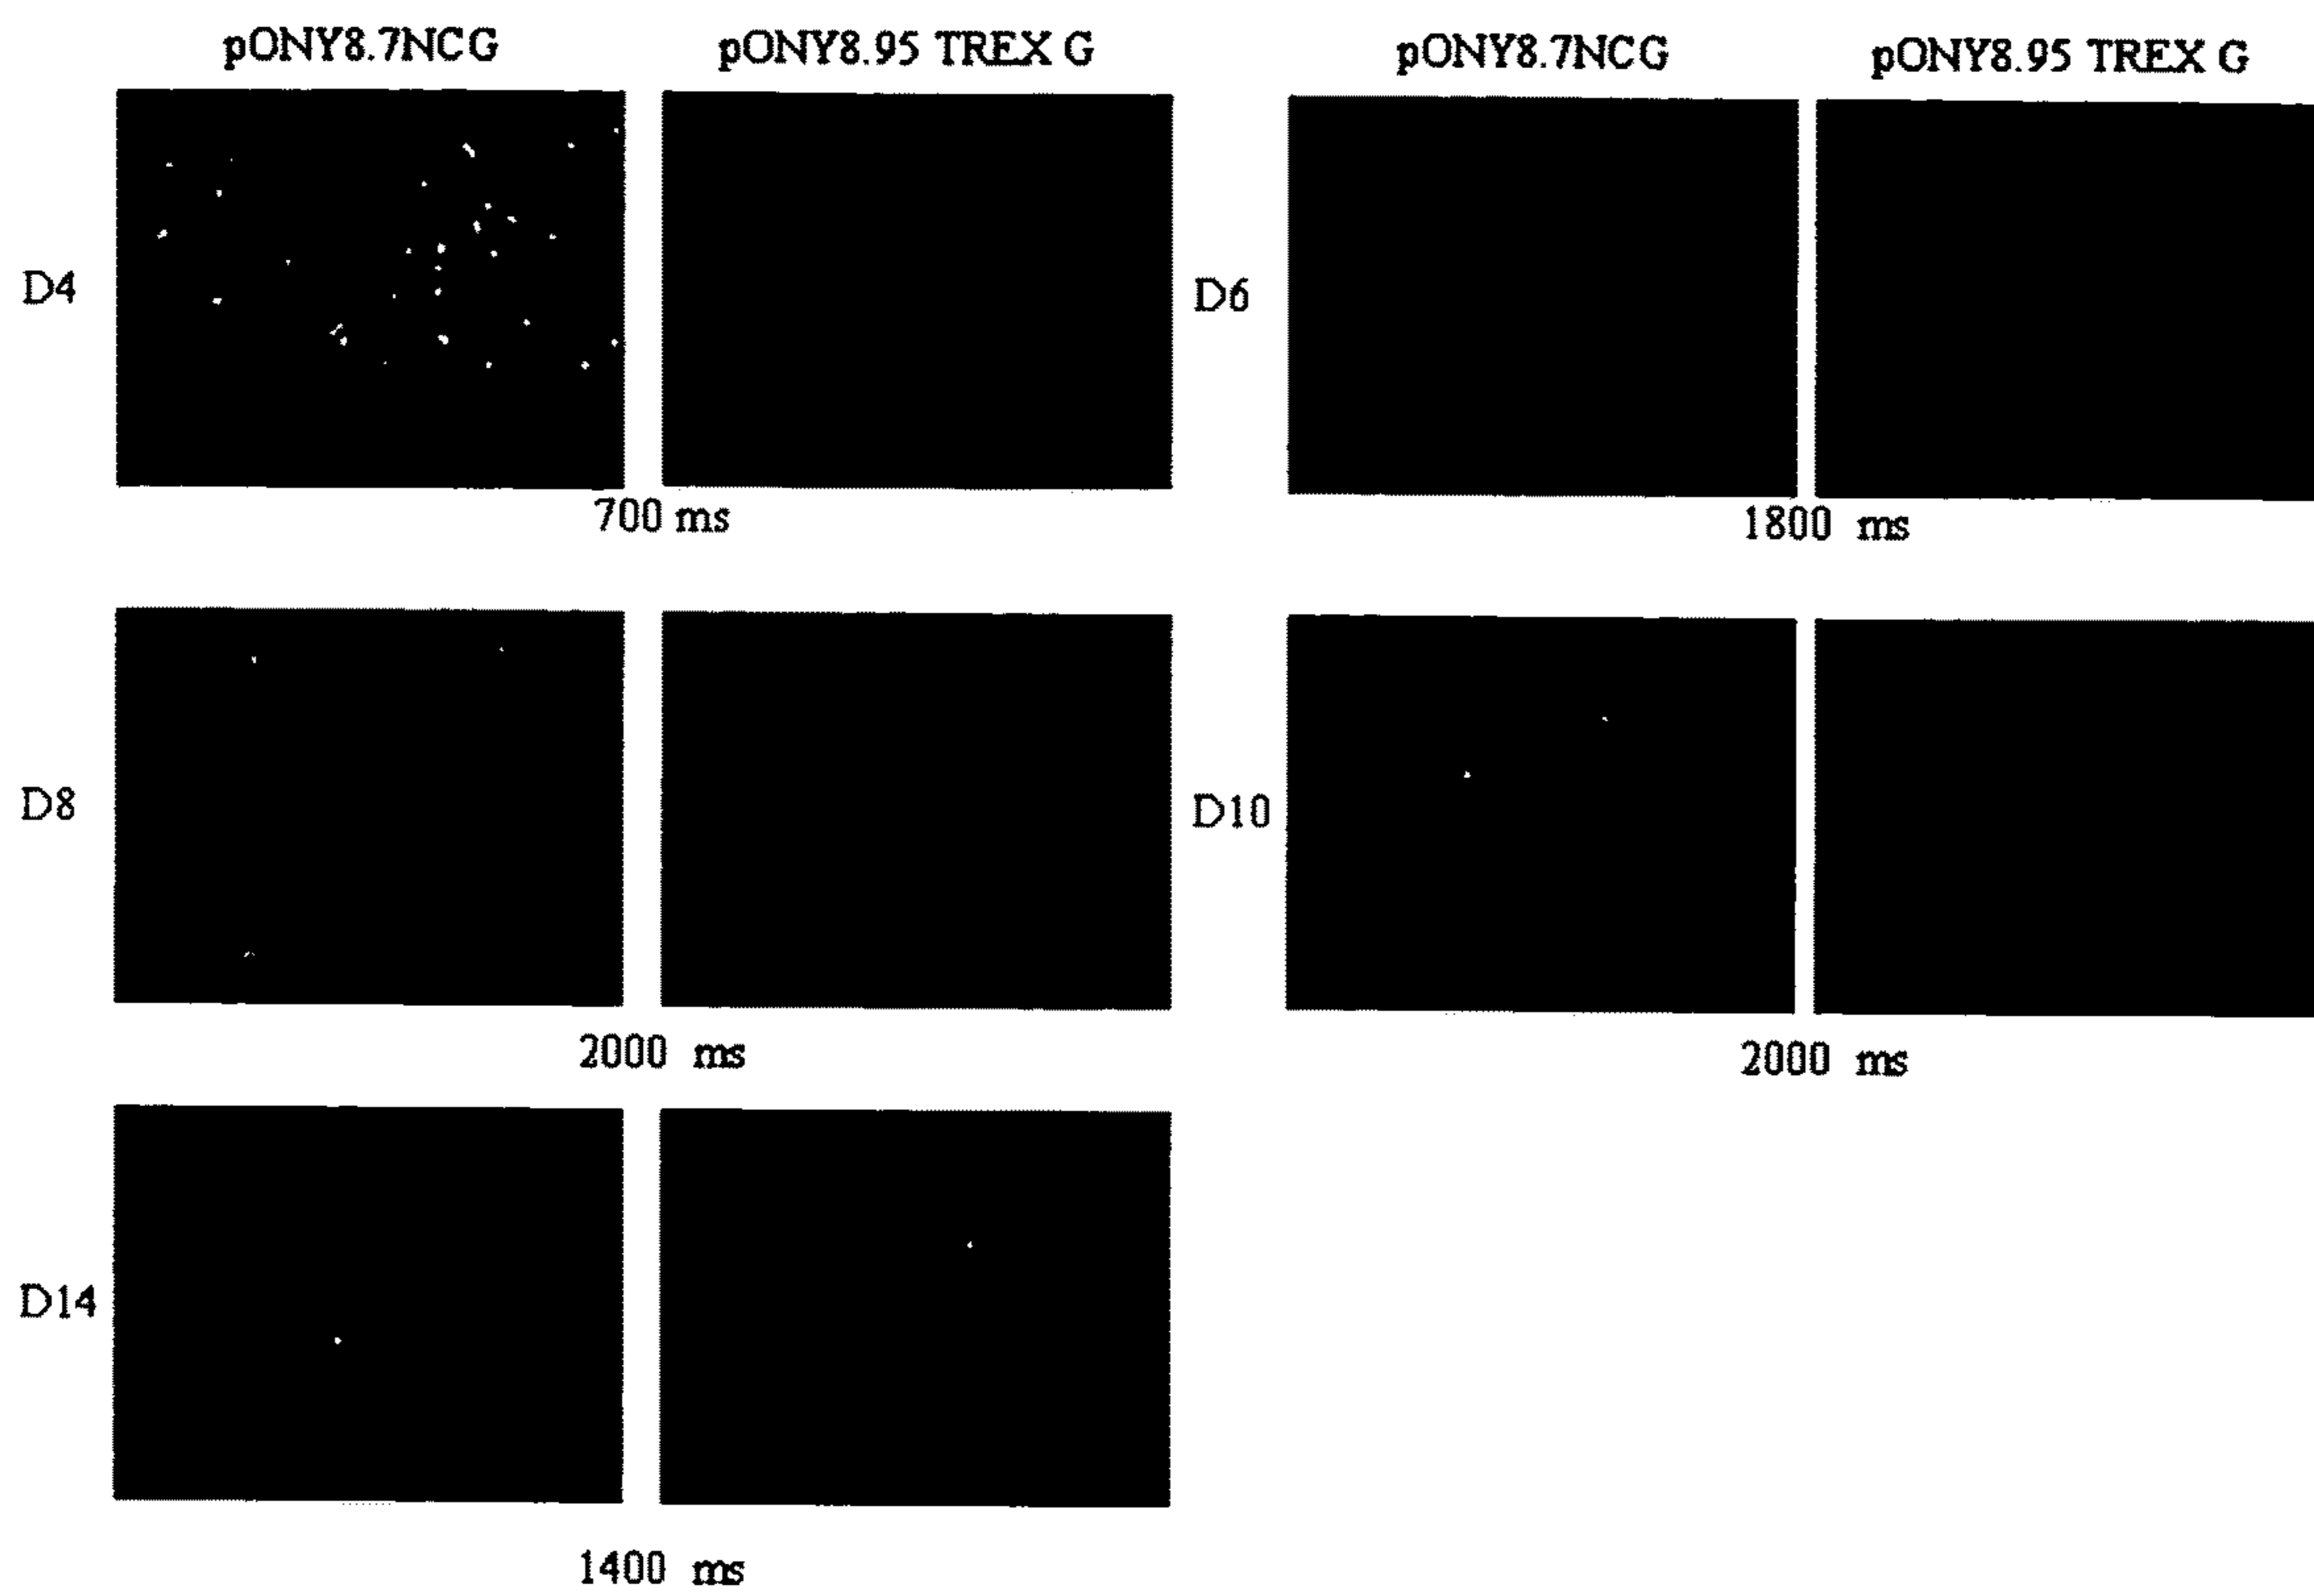 pONY8.7NCG pONY8.95 TREX G pONY8.7NCG pONY8.95 TREX G
D4 D6
700 ms 1800 ms
D8 D10
2000 ms 2000 ms
D14
1400 ms